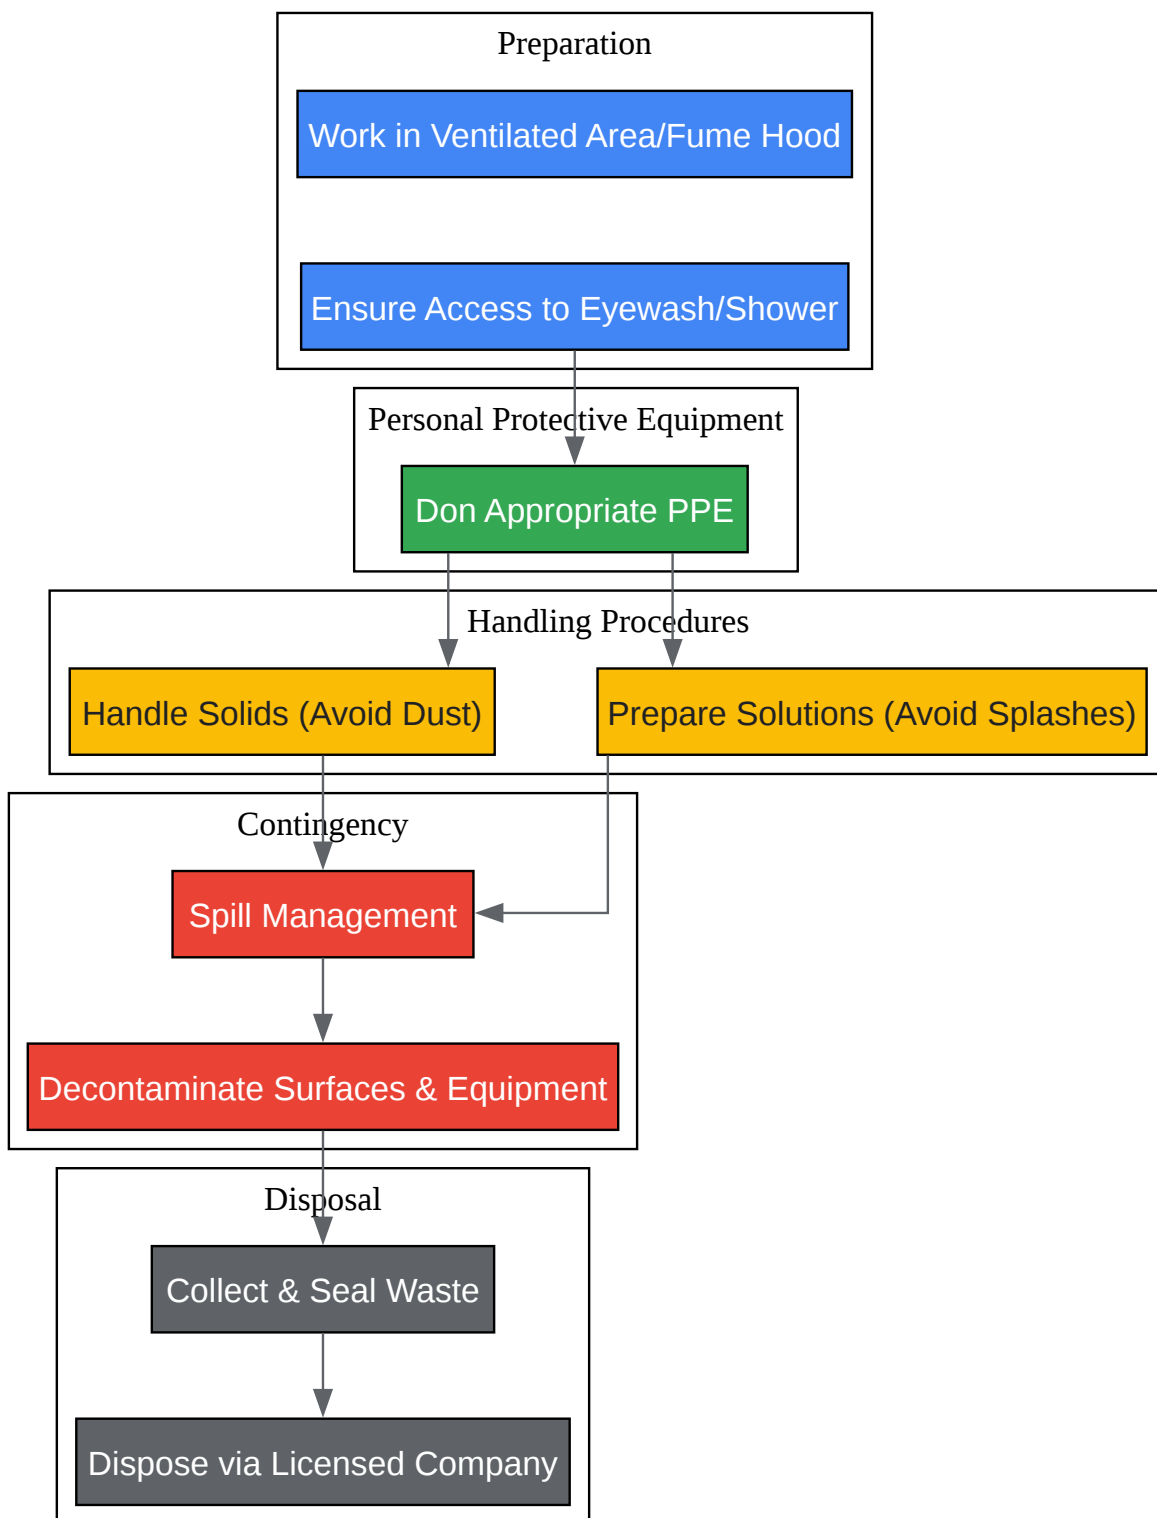 Preparation
Work in Ventilated Area/Fume Hood
Ensure Access to Eyewash/Shower
Personal Protective Equipment
Don Appropriate PPE
Handling Procedures
Handle Solids (Avoid Dust)
Prepare Solutions (Avoid Splashes)
Contingency
Spill Management
Decontaminate Surfaces & Equipment
Disposal
Collect & Seal Waste
Dispose via Licensed Company